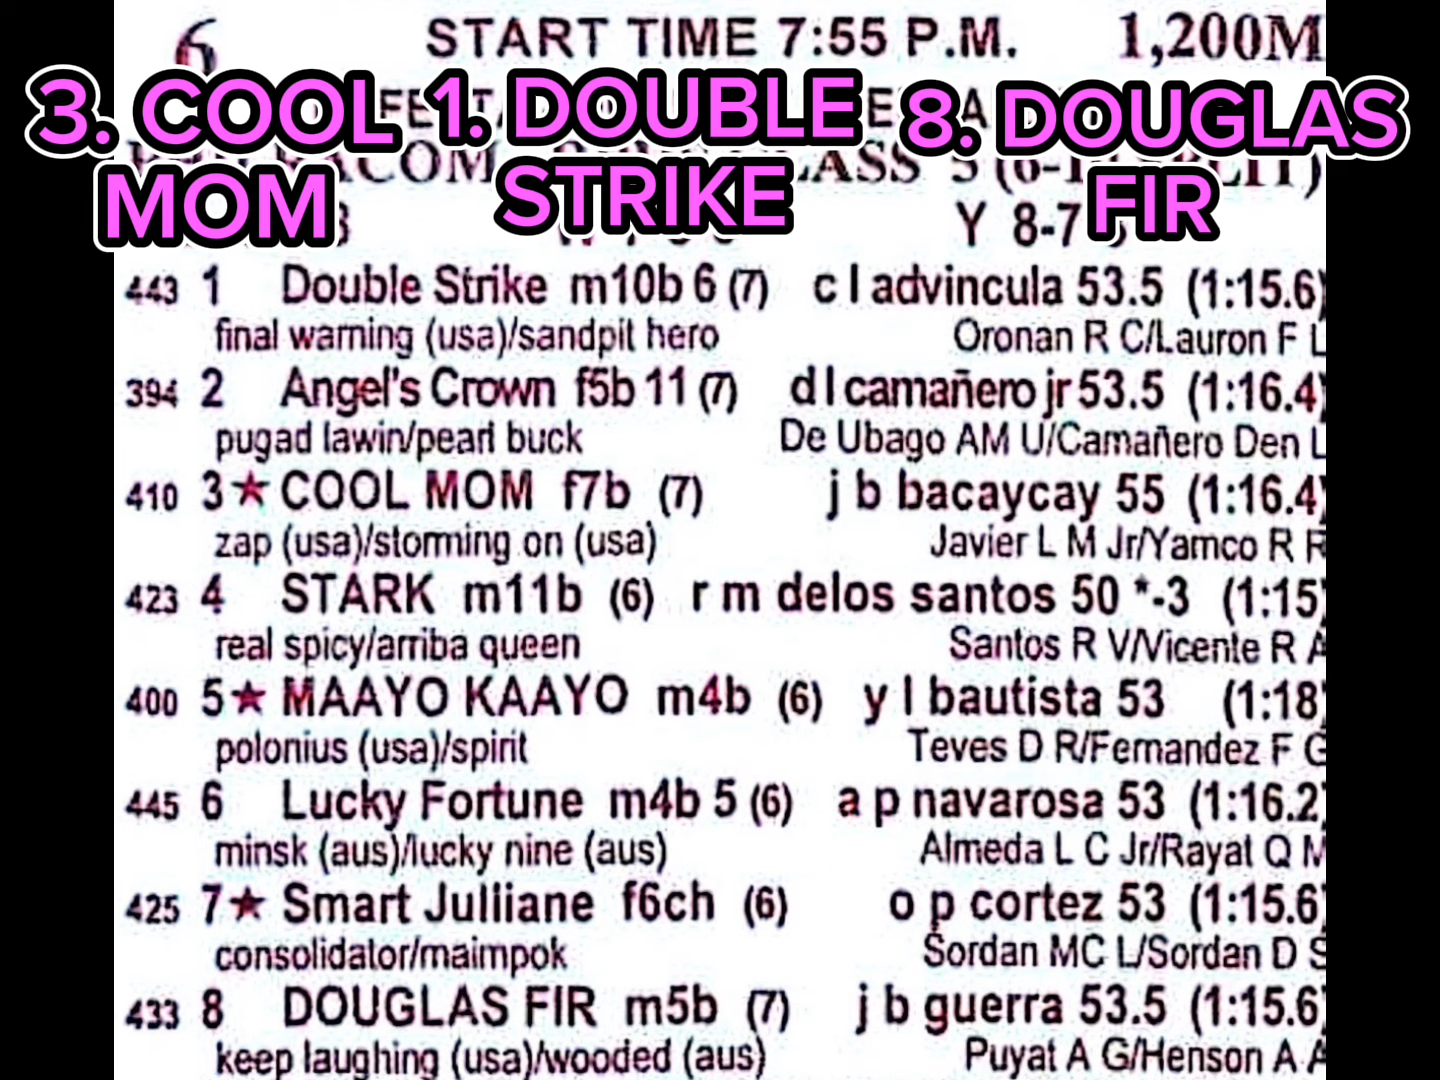 6 START TIME 7:55 P.M. 1,200M
3. COOL MOM
1. DOUBLE STRIKE
8. DOUGLAS FIR
Y 8-7
443 1 Double Strike m10b 6 (7) c l advincula 53.5 (1:15.6)
final warning (usa)/sandpit hero Oronan R C/Lauron F L
394 2 Angel's Crown f5b 11 (7) d l camañero jr 53.5 (1:16.4)
pugad lawin/pearl buck De Ubago AM U/Camañero Den L
410 3★ COOL MOM f7b (7) j b bacaycay 55 (1:16.4)
zap (usa)/storming on (usa) Javier L M Jr/Yamco R R
423 4 STARK m11b (6) r m delos santos 50 *-3 (1:15)
real spicy/arriba queen Santos R V/Vicente R A
400 5★ MAAYO KAAYO m4b (6) y l bautista 53 (1:18)
polonius (usa)/spirit Teves D R/Fernandez F G
445 6 Lucky Fortune m4b 5 (6) a p navarosa 53 (1:16.2)
minsk (aus)/lucky nine (aus) Almeda L C Jr/Rayat Q M
425 7★ Smart Julliane f6ch (6) o p cortez 53 (1:15.6)
consolidator/maimpok Sordan MC L/Sordan D S
433 8 DOUGLAS FIR m5b (7) j b guerra 53.5 (1:15.6)
keep laughing (usa)/wooded (aus) Puyat A G/Henson A A